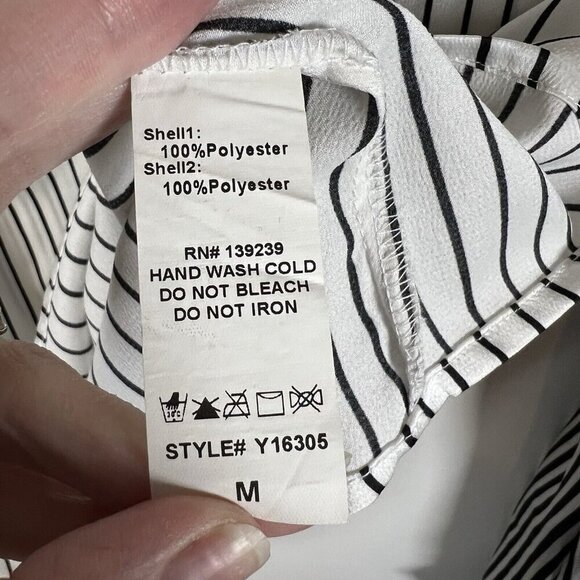 Shell1:
100%Polyester
Shell2:
100%Polyester
RN# 139239
HAND WASH COLD
DO NOT BLEACH
DO NOT IRON
30°C
STYLE# Y16305
M